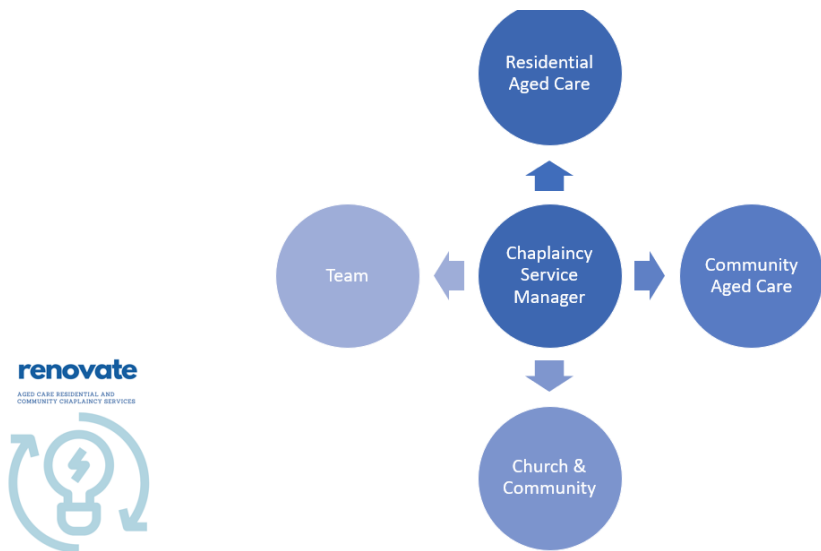 Residential
Aged Care
Team
Chaplaincy
Service
Manager
Community
Aged Care
renovate
AGED CARE RESIDENTIAL AND
COMMUNITY CHAPLAINCY SERVICES
Church &
Community